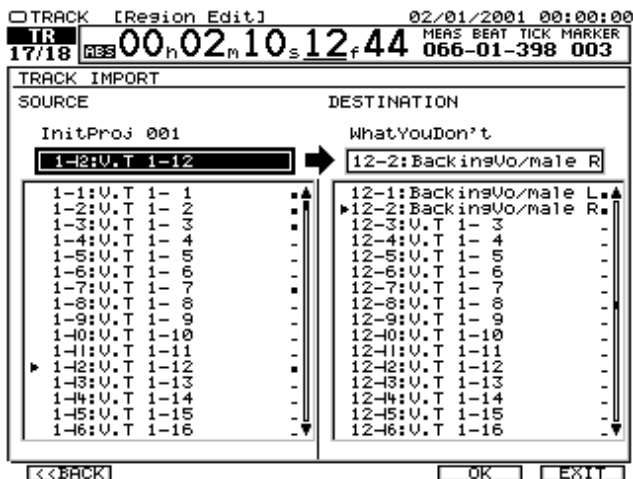 TRACK [Region Edit] 02/01/2001 00:00:00
TR 17/18 ABS 00h02m10s12f44 MEAS BEAT TICK MARKER 066-01-398 003
TRACK IMPORT
SOURCE DESTINATION
InitProj 001 WhatYouDon't
1-12:V.T 1-12 12-2:BackingVo/male R
1-1:V.T 1- 1 12-1:BackingVo/male L
1-2:V.T 1- 2 12-2:BackingVo/male R
1-3:V.T 1- 3 12-3:V.T 1- 3
1-4:V.T 1- 4 12-4:V.T 1- 4
1-5:V.T 1- 5 12-5:V.T 1- 5
1-6:V.T 1- 6 12-6:V.T 1- 6
1-7:V.T 1- 7 12-7:V.T 1- 7
1-8:V.T 1- 8 12-8:V.T 1- 8
1-9:V.T 1- 9 12-9:V.T 1- 9
1-10:V.T 1-10 12-10:V.T 1-10
1-11:V.T 1-11 12-11:V.T 1-11
1-12:V.T 1-12 12-12:V.T 1-12
1-13:V.T 1-13 12-13:V.T 1-13
1-14:V.T 1-14 12-14:V.T 1-14
1-15:V.T 1-15 12-15:V.T 1-15
1-16:V.T 1-16 12-16:V.T 1-16
<<BACK OK EXIT